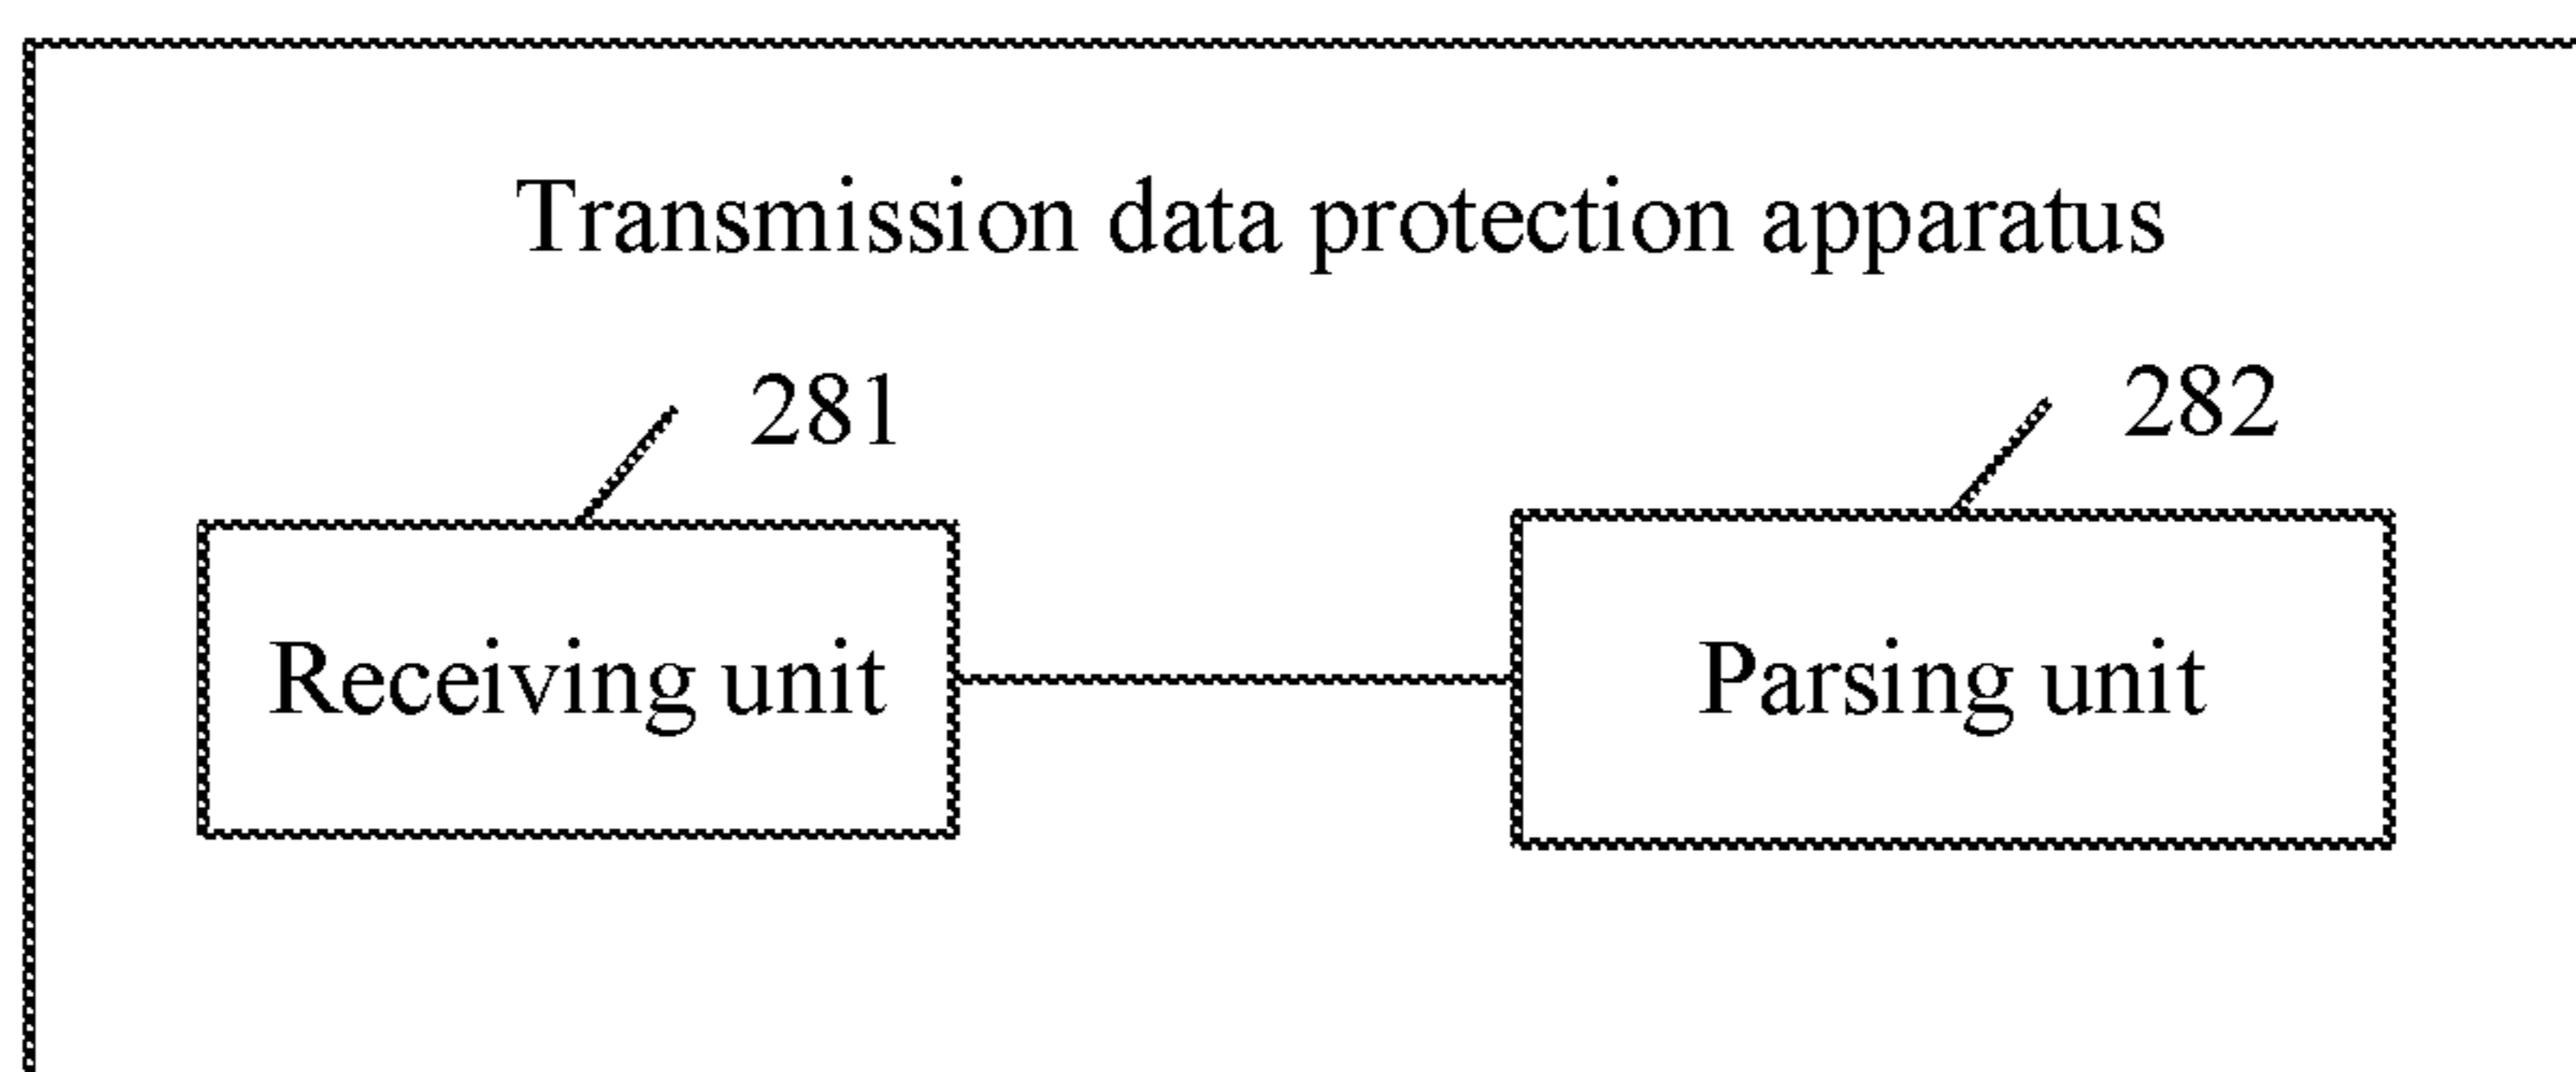 Transmission data protection apparatus
281
282
Receiving unit
Parsing unit